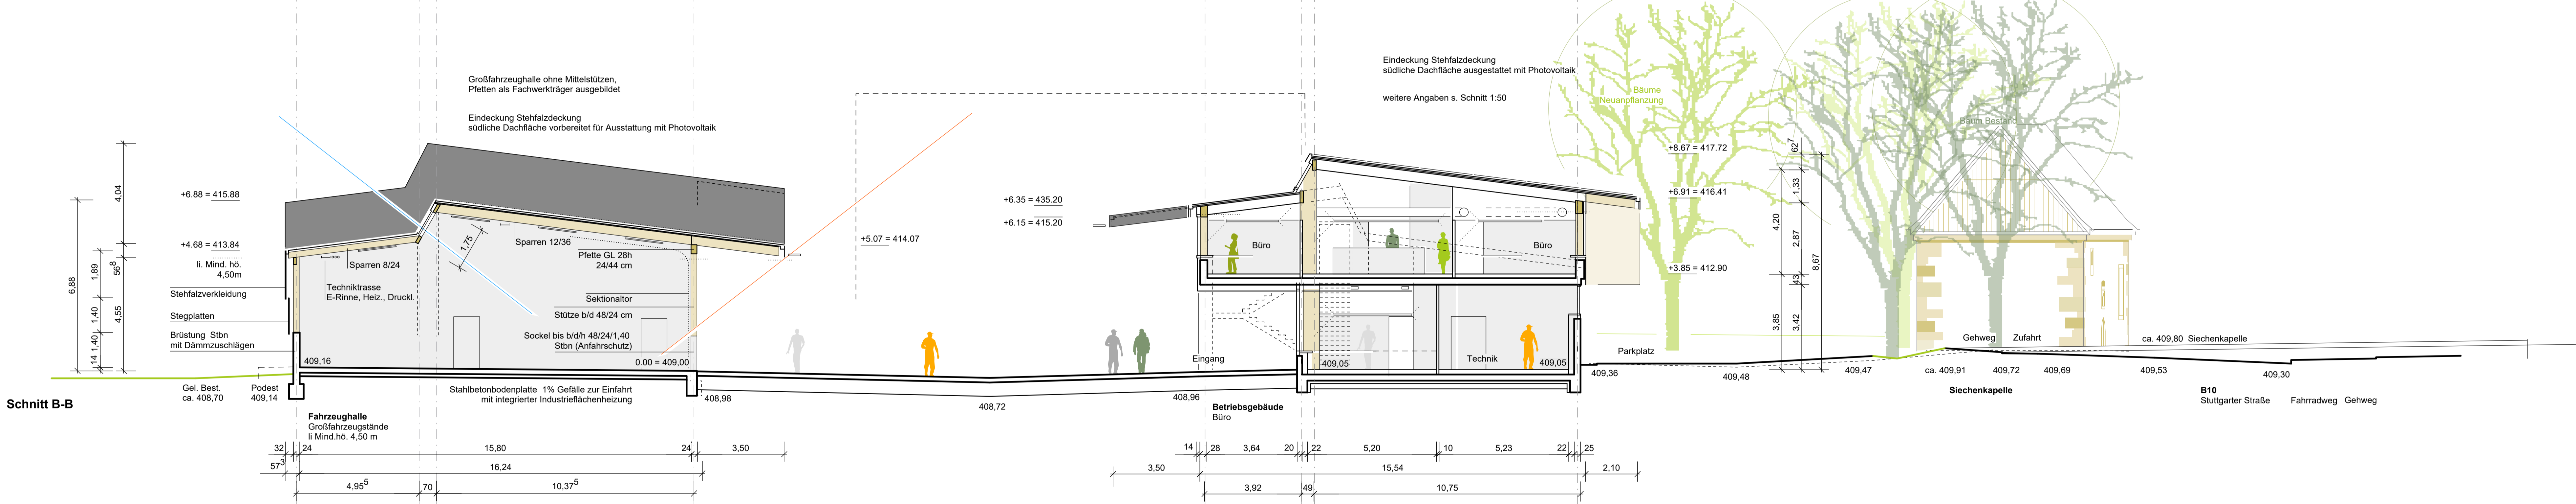 Großfahrzeughalle ohne Mittelstützen,
Pfetten als Fachwerkträger ausgebildet
Eindeckung Stehfalzdeckung
südliche Dachfläche vorbereitet für Ausstattung mit Photovoltaik
Eindeckung Stehfalzdeckung
südliche Dachfläche ausgestattet mit Photovoltaik
weitere Angaben s. Schnitt 1:50
Bäume
Neuanpflanzung
Baum Bestand
6,88
1,89
1,40
1,40
14
4,04
56⁸
4,55
+6.88 = 415.88
+4.68 = 413.84
li. Mind. hö.
4,50m
Stehfalzverkleidung
Stegplatten
Brüstung Stbn
mit Dämmzuschlägen
Sparren 8/24
Techniktrasse
E-Rinne, Heiz., Druckl.
1,75
Sparren 12/36
Pfette GL 28h
24/44 cm
Sektionaltor
Stütze b/d 48/24 cm
Sockel bis b/d/h 48/24/1,40
Stbn (Anfahrschutz)
409,16
0.00 = 409,00
Stahlbetonbodenplatte 1% Gefälle zur Einfahrt
mit integrierter Industrieflächenheizung
Gel. Best.
ca. 408,70
Podest
409,14
Schnitt B-B
Fahrzeughalle
Großfahrzeugstände
li Mind.hö. 4,50 m
408,98
408,72
408,96
+5.07 = 414.07
+6.35 = 435.20
+6.15 = 415.20
Büro
Büro
Eingang
409,05
Technik
409,05
Betriebsgebäude
Büro
+8.67 = 417.72
+6.91 = 416.41
+3.85 = 412.90
4,20
3,85
62⁷
1,33
2,87
43
3,42
8,67
Parkplatz
409,36
409,48
409,47
ca. 409,91
Gehweg
Zufahrt
409,72
409,69
ca. 409,80 Siechenkapelle
409,53
409,30
Siechenkapelle
B10
Stuttgarter Straße Fahrradweg Gehweg
32 24 15,80 24 3,50
57³ 16,24
4,95⁵ 70 10,37⁵
14 28 3,64 20 22 5,20 10 5,23 22 25
3,50 15,54 2,10
3,92 49 10,75